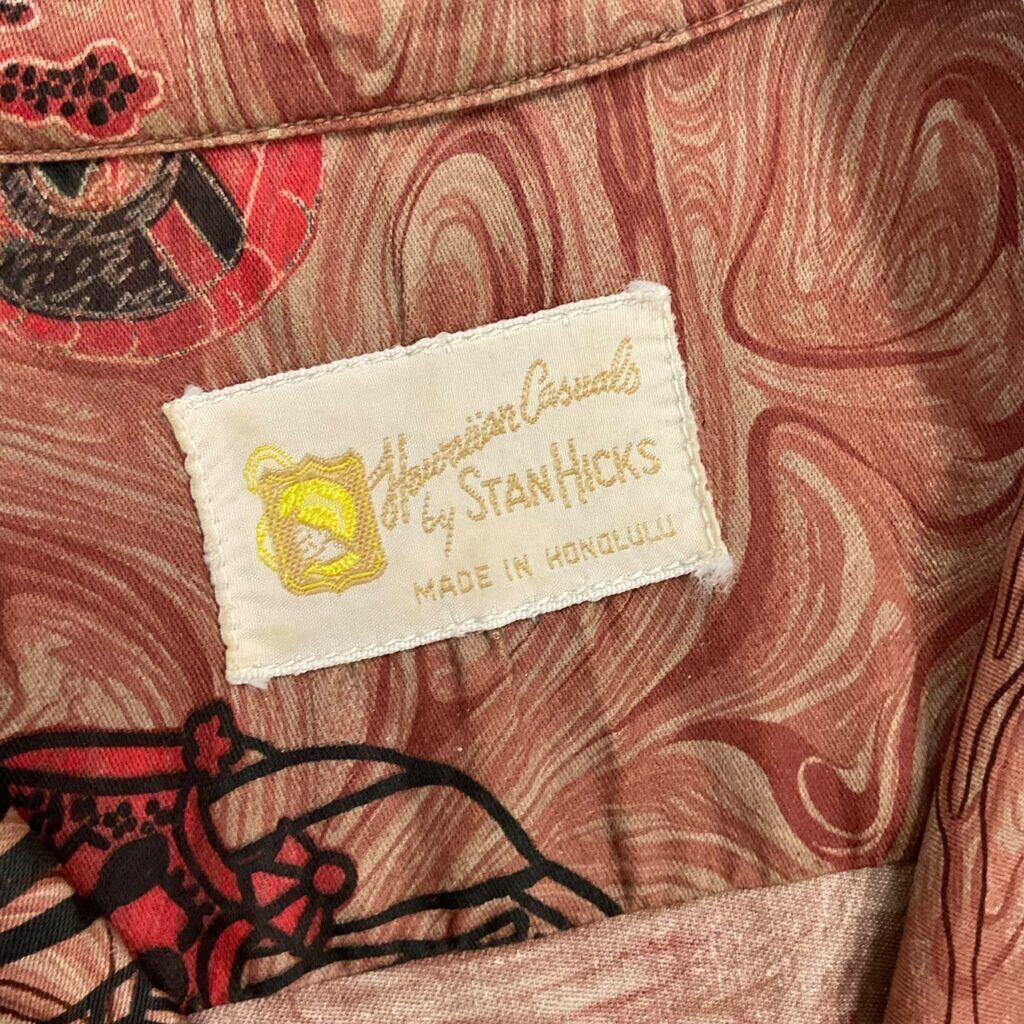 Hawaiian Casuals
by STAN HICKS
MADE IN HONOLULU